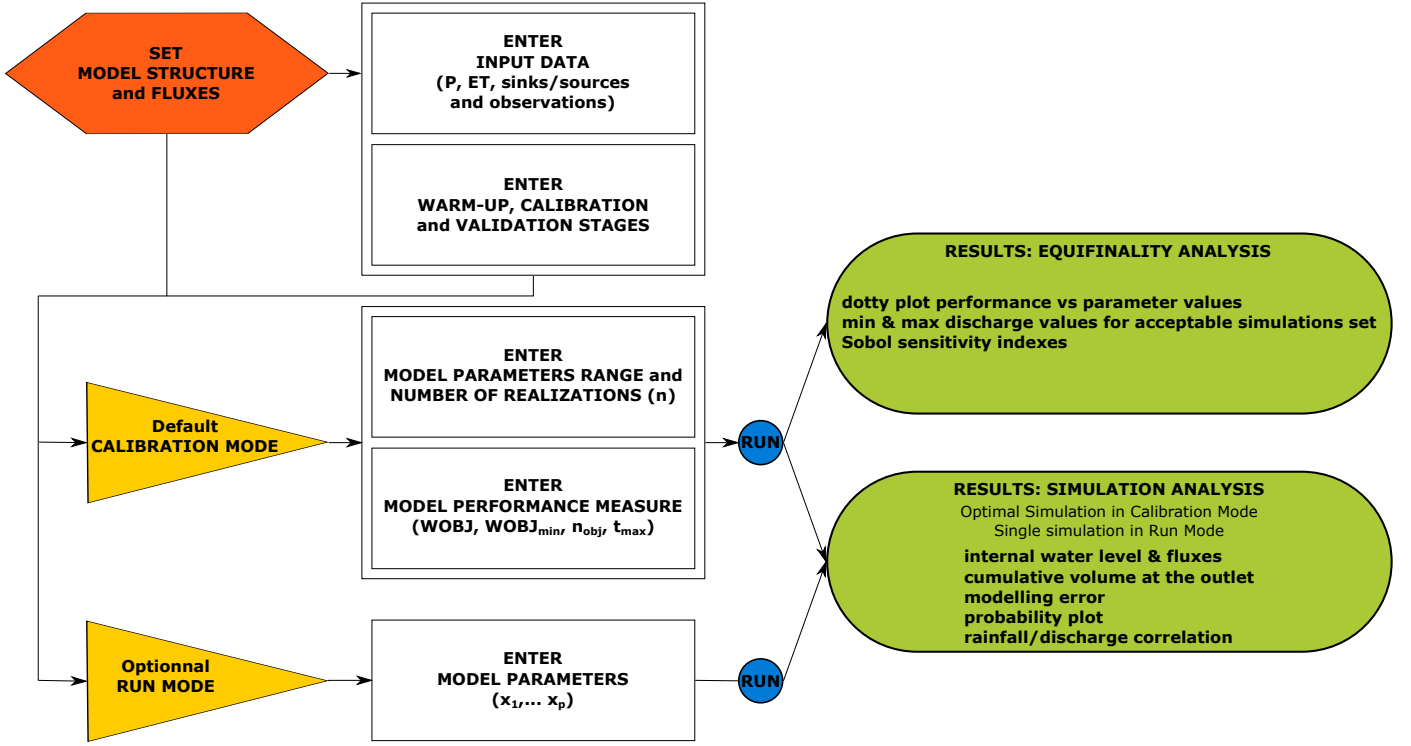 SET
MODEL STRUCTURE
and FLUXES
ENTER
INPUT DATA
(P, ET, sinks/sources
and observations)
ENTER
WARM-UP, CALIBRATION
and VALIDATION STAGES
Default
CALIBRATION MODE
ENTER
MODEL PARAMETERS RANGE and
NUMBER OF REALIZATIONS (n)
ENTER
MODEL PERFORMANCE MEASURE
(WOBJ, WOBJmin, nobj, tmax)
RUN
RESULTS: EQUIFINALITY ANALYSIS
dotty plot performance vs parameter values
min & max discharge values for acceptable simulations set
Sobol sensitivity indexes
RESULTS: SIMULATION ANALYSIS
Optimal Simulation in Calibration Mode
Single simulation in Run Mode
internal water level & fluxes
cumulative volume at the outlet
modelling error
probability plot
rainfall/discharge correlation
Optionnal
RUN MODE
ENTER
MODEL PARAMETERS
(x1,... xp)
RUN